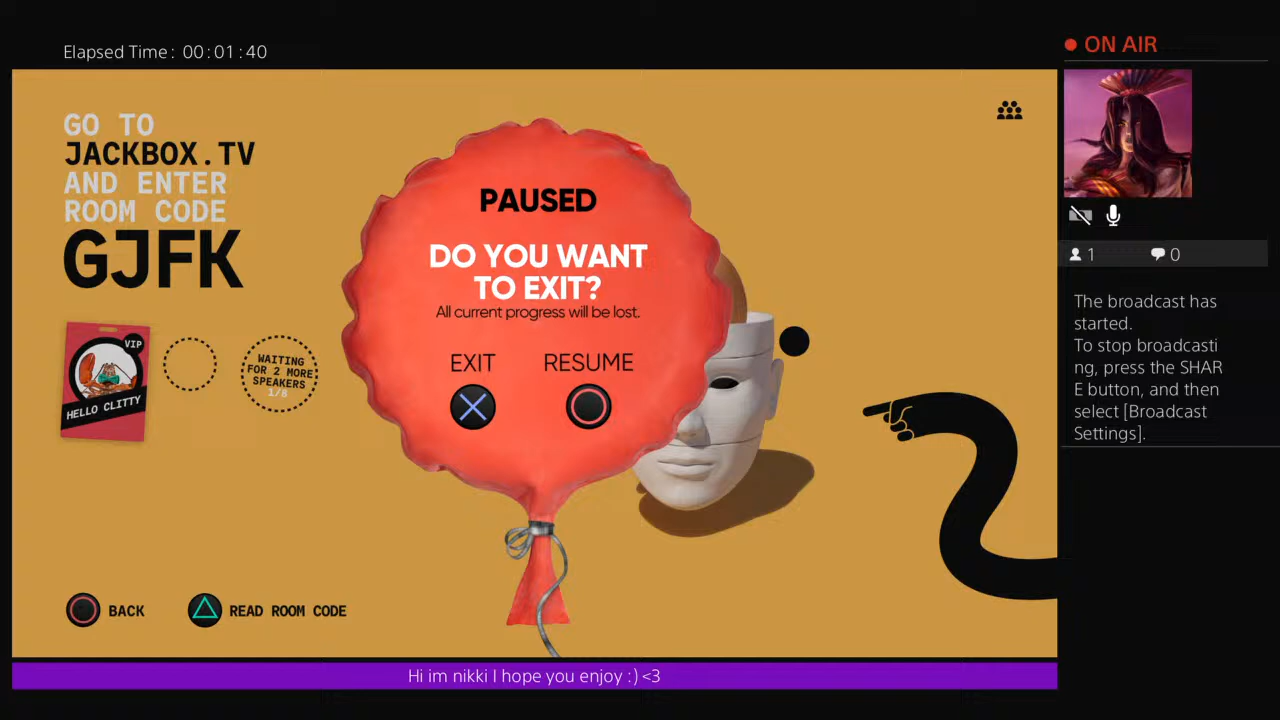 Elapsed Time: 00:01:40
ON AIR
GO TO
JACKBOX.TV
AND ENTER
ROOM CODE
GJFK
VIP
HELLO CLITTY
WAITING
FOR 2 MORE
SPEAKERS
1/8
PAUSED
DO YOU WANT
TO EXIT?
All current progress will be lost.
EXIT RESUME
BACK READ ROOM CODE
1 0
The broadcast has
started.
To stop broadcasti
ng, press the SHAR
E button, and then
select [Broadcast
Settings].
Hi im nikki I hope you enjoy :) <3